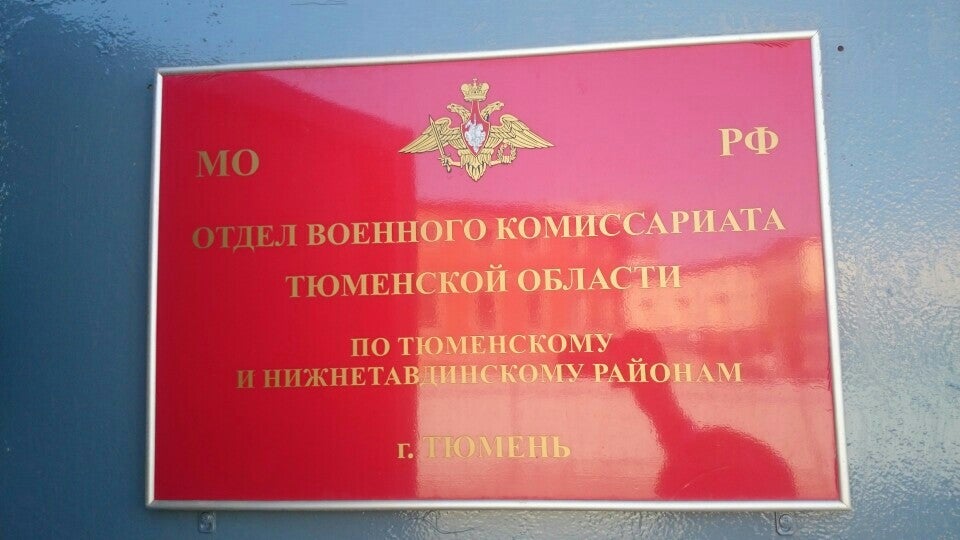 МО РФ
ОТДЕЛ ВОЕННОГО КОМИССАРИАТА
ТЮМЕНСКОЙ ОБЛАСТИ
ПО ТЮМЕНСКОМУ
И НИЖНЕТАВДИНСКОМУ РАЙОНАМ
г. ТЮМЕНЬ